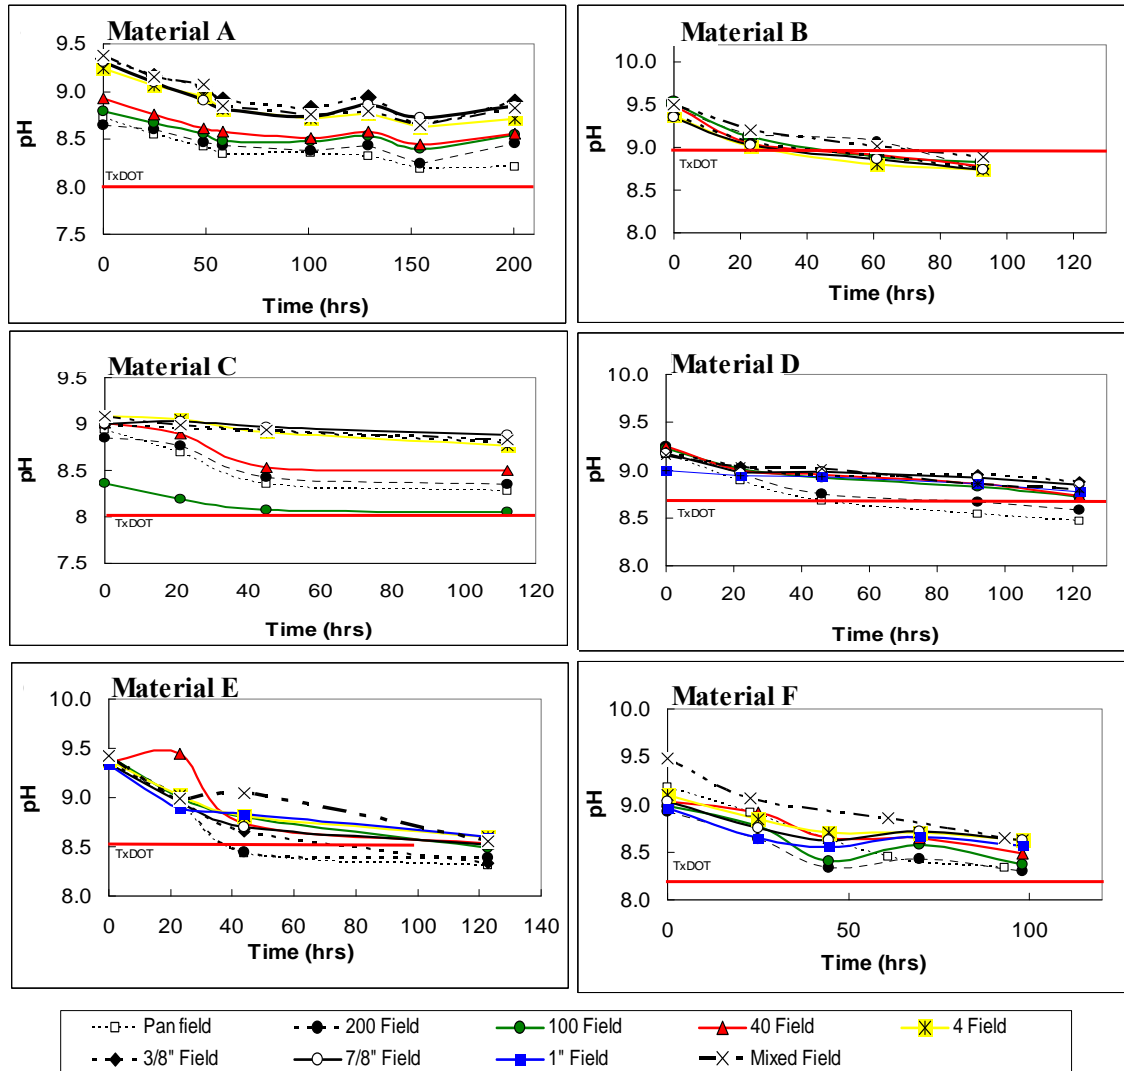 Material A
9.5
9.0
8.5
8.0
7.5
pH
TxDOT
0 50 100 150 200
Time (hrs)
Material B
10.0
9.5
9.0
8.5
8.0
pH
TxDOT
0 20 40 60 80 100 120
Time (hrs)
Material C
9.5
9
8.5
8
7.5
pH
TxDOT
0 20 40 60 80 100 120
Time (hrs)
Material D
10.0
9.5
9.0
8.5
8.0
pH
TxDOT
0 20 40 60 80 100 120
Time (hrs)
Material E
10.0
9.5
9.0
8.5
8.0
pH
TxDOT
0 20 40 60 80 100 120 140
Time (hrs)
Material F
10.0
9.5
9.0
8.5
8.0
pH
TxDOT
0 50 100
Time (hrs)
Pan field 200 Field 100 Field 40 Field 4 Field
3/8" Field 7/8" Field 1" Field Mixed Field